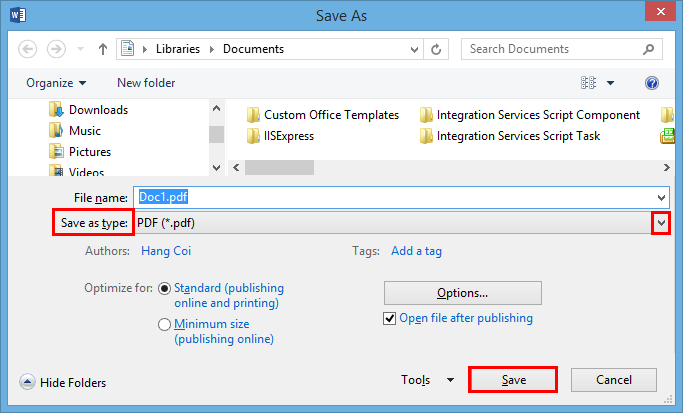 Save As
Libraries Documents
Search Documents
Organize New folder
Downloads
Music
Pictures
Videos
Custom Office Templates Integration Services Script Component
IISExpress Integration Services Script Task
File name: Doc1.pdf
Save as type: PDF (*.pdf)
Authors: Hang Coi Tags: Add a tag
Optimize for: Standard (publishing
online and printing)
Minimum size
(publishing online)
Options...
Open file after publishing
Hide Folders Tools Save Cancel